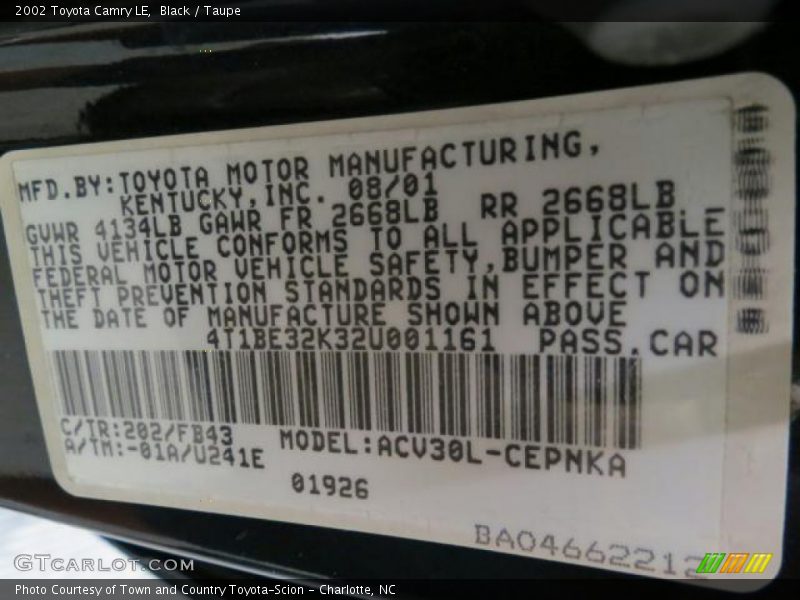 2002 Toyota Camry LE,  Black / Taupe
MFD.BY:TOYOTA MOTOR MANUFACTURING,
KENTUCKY,INC. 08/01
GVWR 4134LB GAWR FR 2668LB  RR 2668LB
THIS VEHICLE CONFORMS TO ALL APPLICABLE
FEDERAL MOTOR VEHICLE SAFETY,BUMPER AND
THEFT PREVENTION STANDARDS IN EFFECT ON
THE DATE OF MANUFACTURE SHOWN ABOVE
4T1BE32K32U001161  PASS.CAR
C/TR:202/FB43  MODEL:ACV30L-CEPNKA
A/TM:-01A/U241E
01926
BA04662212
GTCarLot.com
Photo Courtesy of Town and Country Toyota-Scion - Charlotte, NC